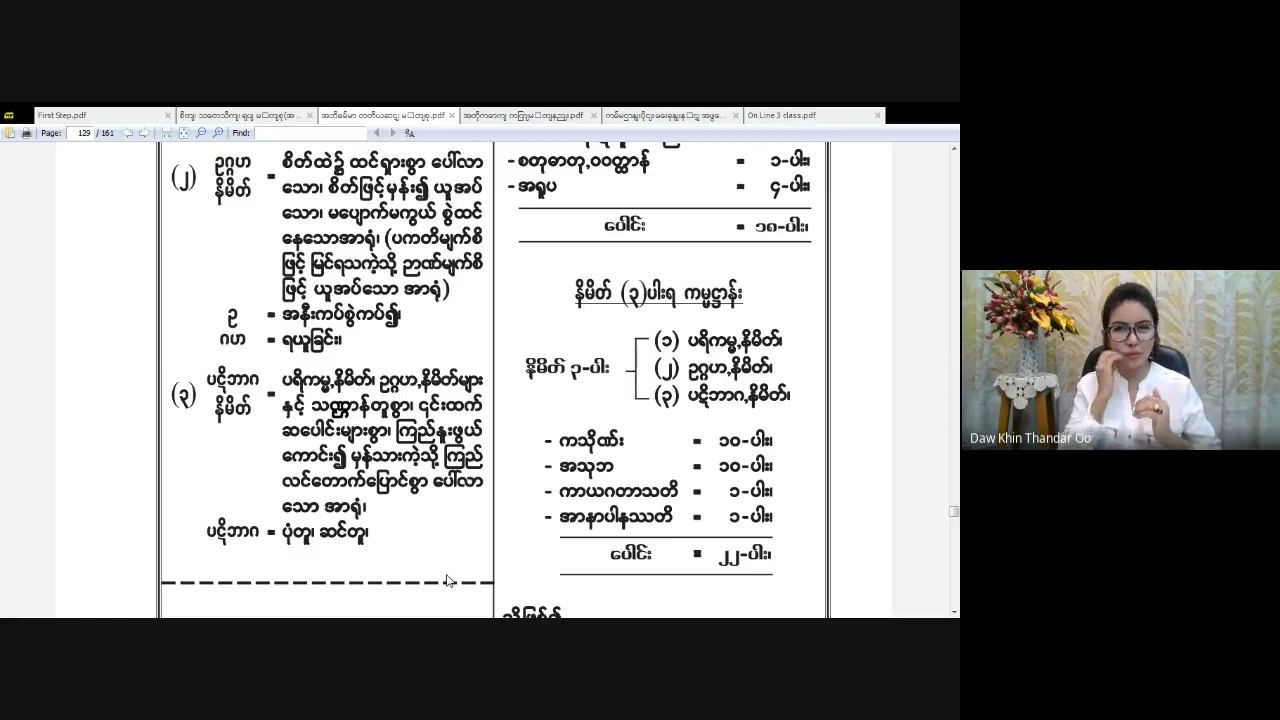 First Step.pdf
On Line 3 class.pdf
Page: 129 / 161
Find:
(၂) ဥဂ္ဂဟ နိမိတ် = စိတ်ထဲ၌ ထင်ရှားစွာ ပေါ်လာ
သော၊ စိတ်ဖြင့်မှန်း၍ ယူအပ်
သော၊ မပျောက်မကွယ် စွဲထင်
နေသောအာရုံ၊ (ပကတိမျက်စိ
ဖြင့် မြင်ရသကဲ့သို့ ဉာဏ်မျက်စိ
ဖြင့် ယူအပ်သော အာရုံ)
ဥ = အနီးကပ်စွဲကပ်၍၊
ဂဟ = ရယူခြင်း၊
(၃) ပဋိဘာဂ နိမိတ် = ပရိကမ္မ,နိမိတ်၊ ဥဂ္ဂဟ,နိမိတ်များ
နှင့် သဏ္ဌာန်တူစွာ၊ ၎င်းထက်
ဆပေါင်းများစွာ၊ ကြည်နူးဖွယ်
ကောင်း၍ မှန်သားကဲ့သို့ ကြည်
လင်တောက်ပြောင်စွာ ပေါ်လာ
သော အာရုံ၊
ပဋိဘာဂ = ပုံတူ၊ ဆင်တူ၊
- စတုဓာတု,ဝဝတ္ထာန် = ၁-ပါး၊
- အရူပ = ၄-ပါး၊
ပေါင်း = ၁၈-ပါး၊
နိမိတ် (၃)ပါးရ ကမ္မဋ္ဌာန်း
နိမိတ် ၃-ပါး
(၁) ပရိကမ္မ,နိမိတ်၊
(၂) ဥဂ္ဂဟ,နိမိတ်၊
(၃) ပဋိဘာဂ,နိမိတ်၊
- ကသိုဏ်း = ၁၀-ပါး၊
- အသုဘ = ၁၀-ပါး၊
- ကာယဂတာသတိ = ၁-ပါး၊
- အာနာပါနဿတိ = ၁-ပါး၊
ပေါင်း = ၂၂-ပါး၊
Daw Khin Thandar Oo